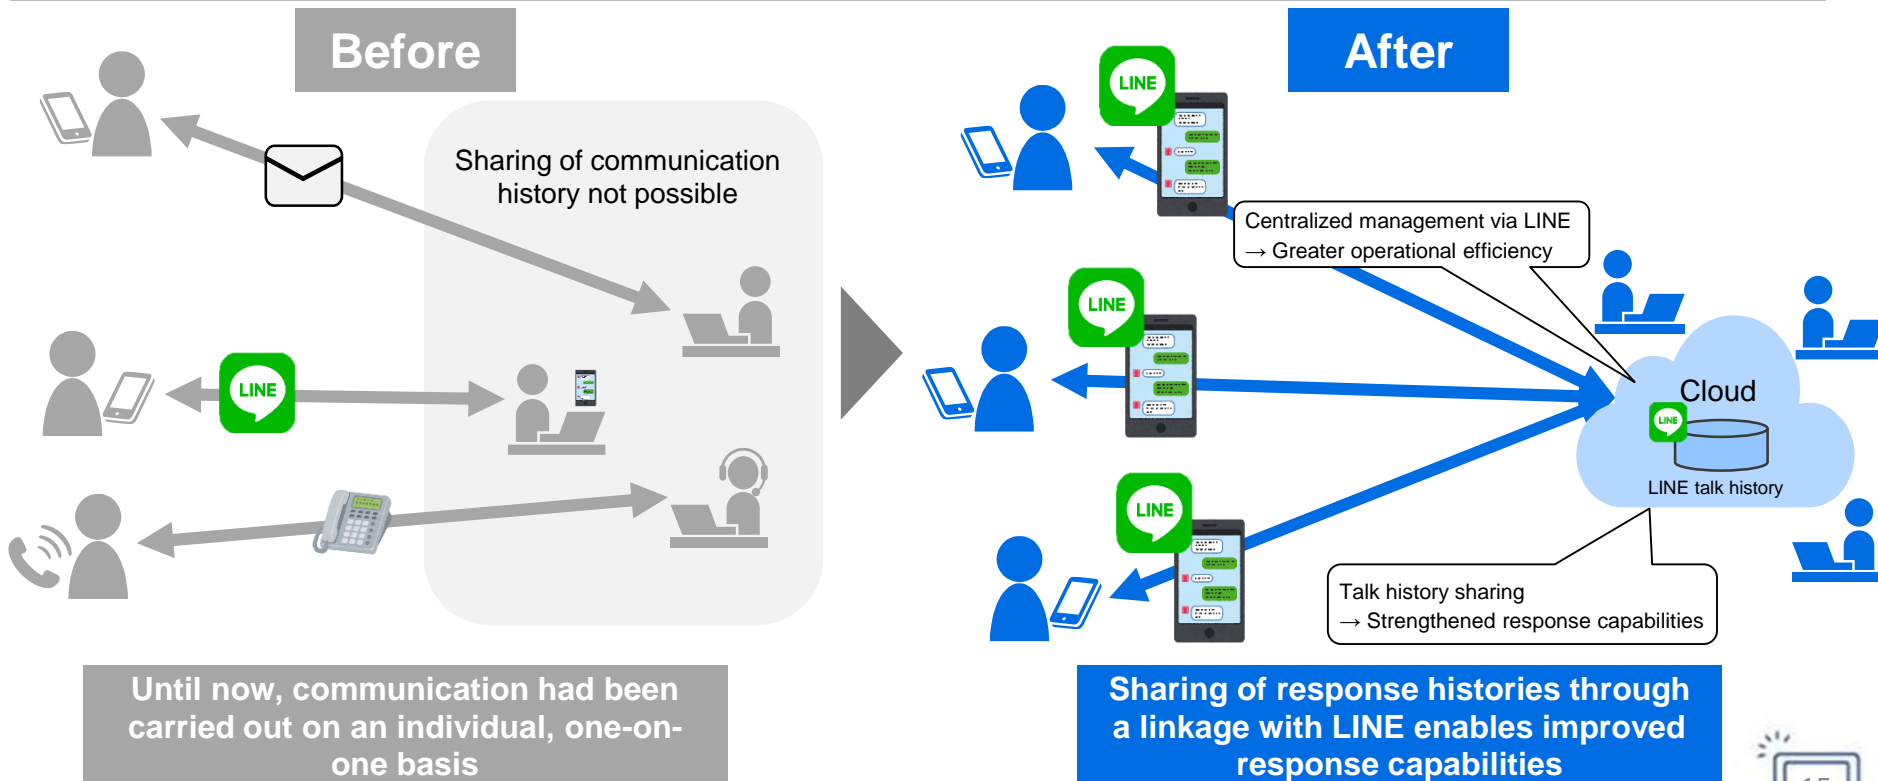 Before
Sharing of communication
history not possible
LINE
Until now, communication had been
carried out on an individual, one-on-
one basis
After
LINE
Centralized management via LINE
→ Greater operational efficiency
LINE
Cloud
LINE
LINE talk history
LINE
Talk history sharing
→ Strengthened response capabilities
Sharing of response histories through
a linkage with LINE enables improved
response capabilities